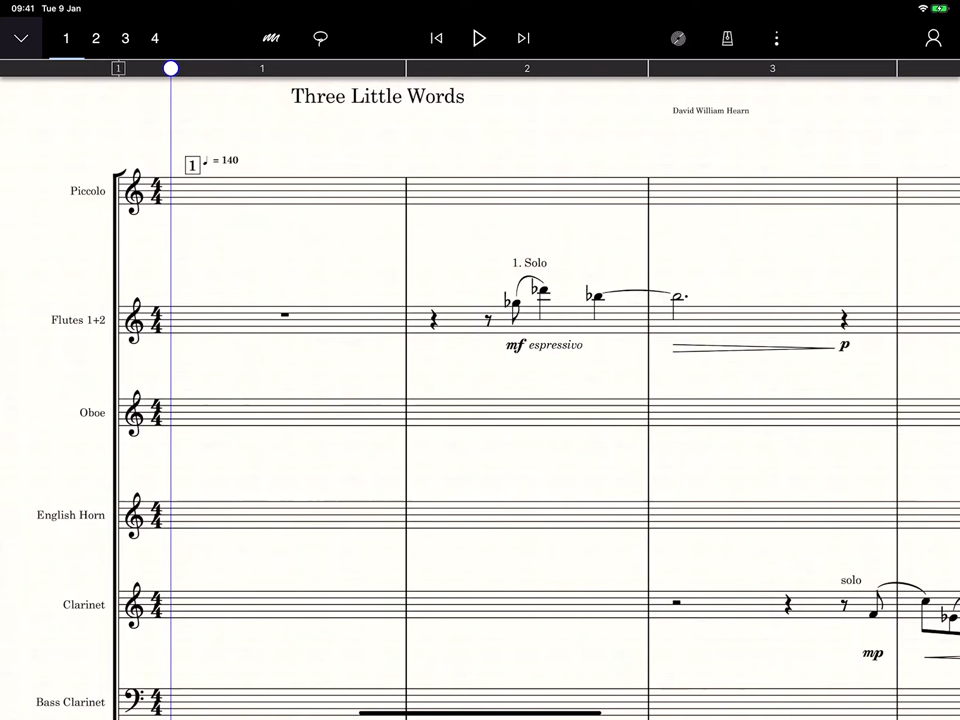 09:41 Tue 9 Jan
1 2 3 4
1 1 2 3
Three Little Words
David William Hearn
1 ♩ = 140
Piccolo
1. Solo
Flutes 1+2
mf espressivo p
Oboe
English Horn
solo
Clarinet
mp
Bass Clarinet